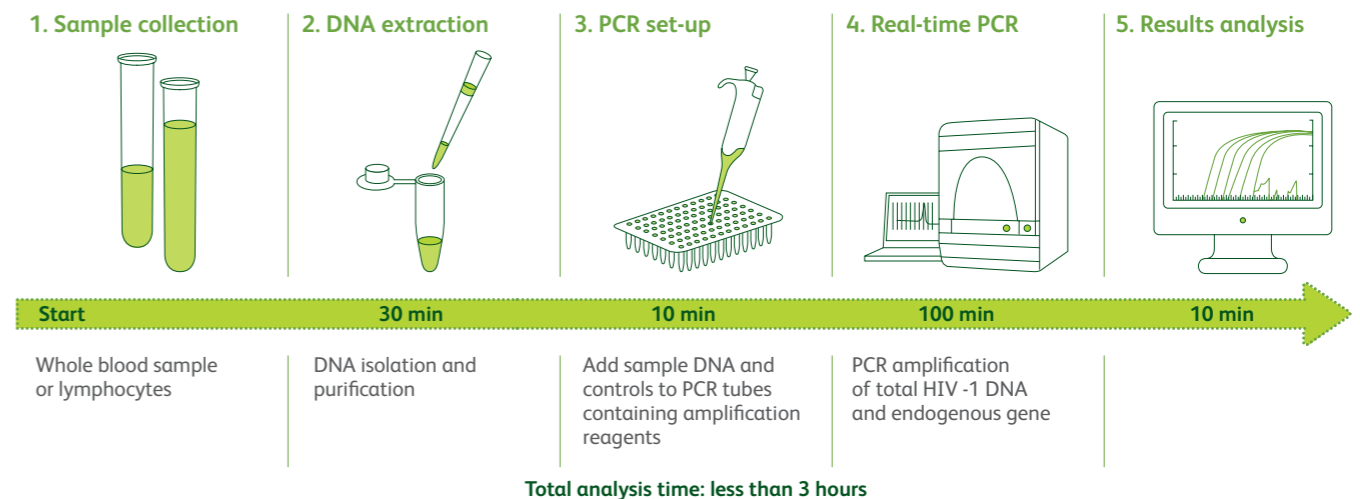 1. Sample collection
2. DNA extraction
3. PCR set-up
4. Real-time PCR
5. Results analysis
Start
30 min
10 min
100 min
10 min
Whole blood sample
or lymphocytes
DNA isolation and
purification
Add sample DNA and
controls to PCR tubes
containing amplification
reagents
PCR amplification
of total HIV -1 DNA
and endogenous gene
Total analysis time: less than 3 hours